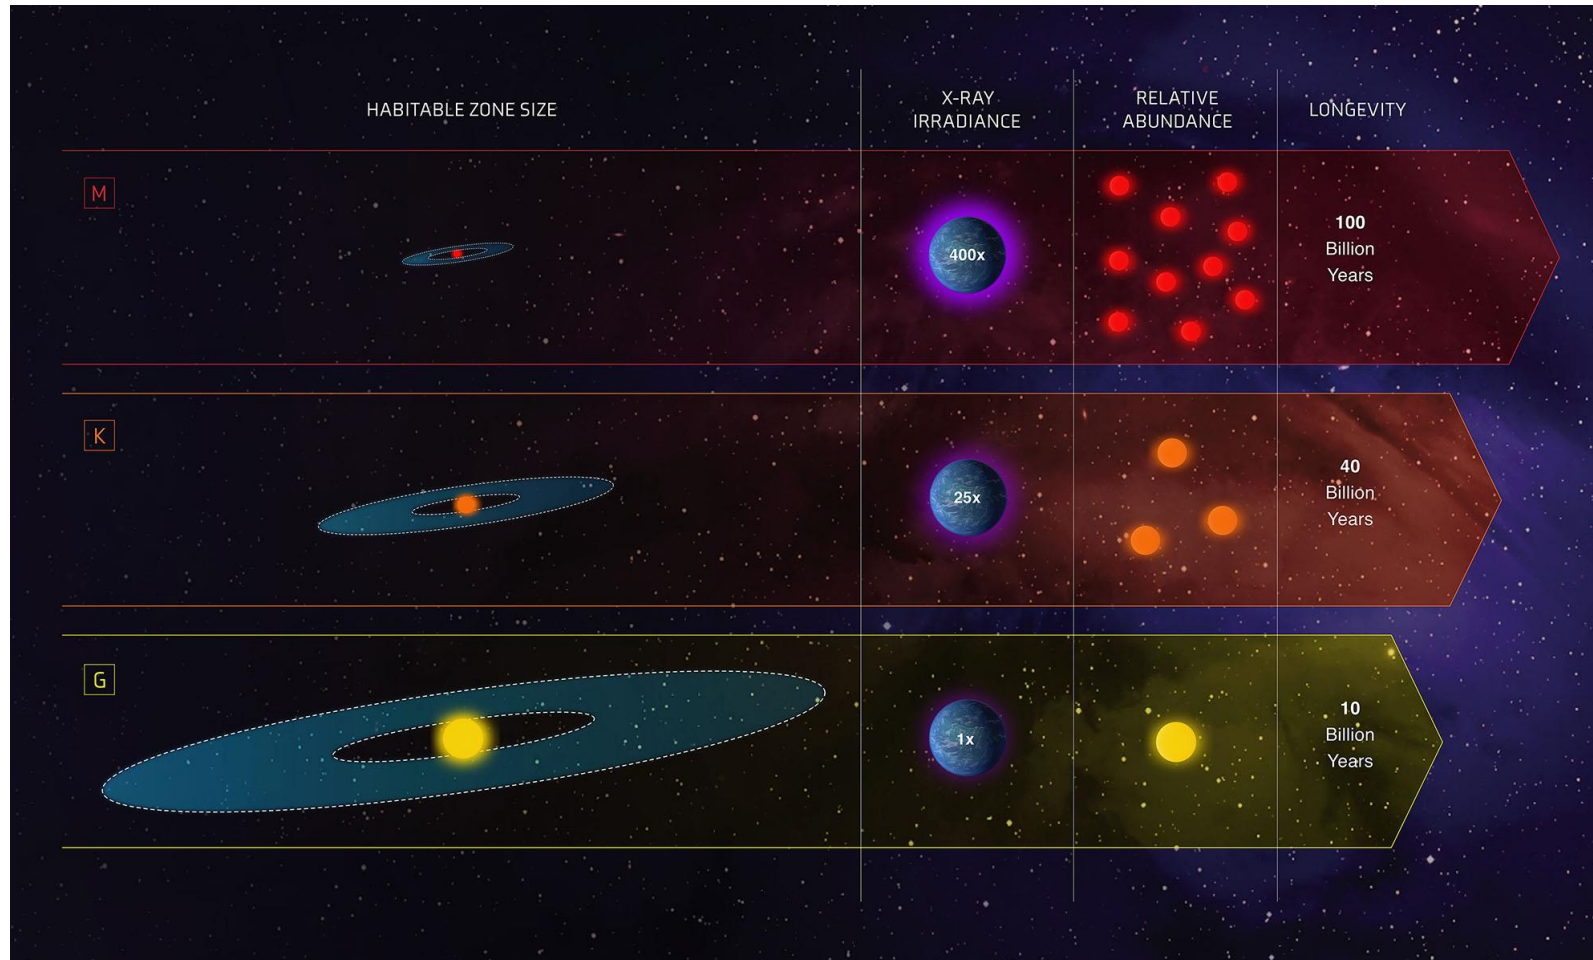 HABITABLE ZONE SIZE
X-RAY
IRRADIANCE
RELATIVE
ABUNDANCE
LONGEVITY
M
400x
100
Billion
Years
K
25x
40
Billion
Years
G
1x
10
Billion
Years